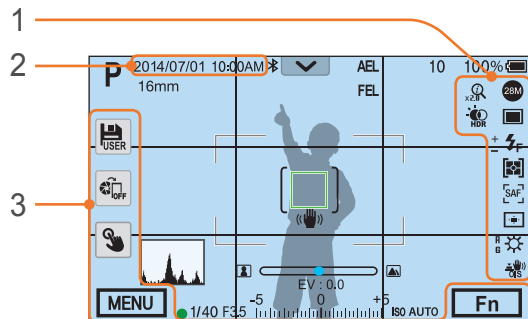 1
2
3
P
2014/07/01 10:00AM
AEL
10
100%
16mm
FEL
x2.0
28M
HDR
USER
F
OFF
SAF
R
G
OIS
EV : 0.0
-5 0 +5
MENU
1/40 F3.5
ISO AUTO
Fn